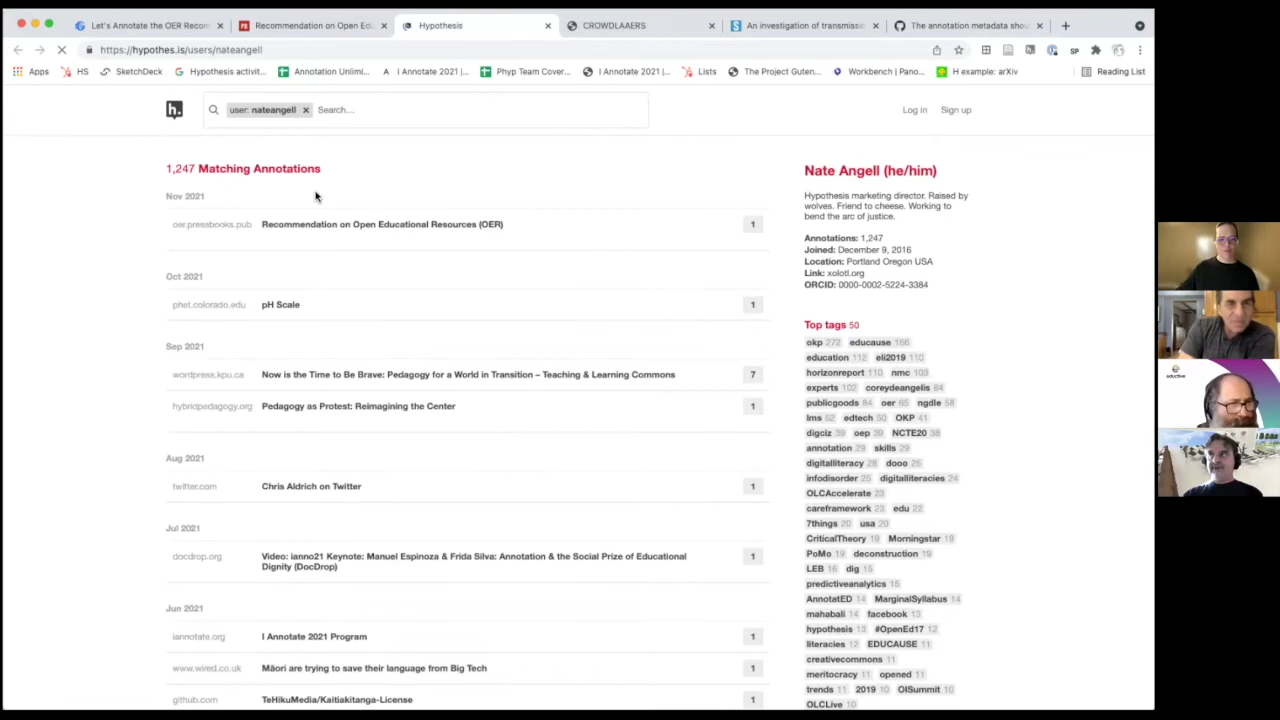 Let's Annotate the OER Recom
Recommendation on Open Edu
Hypothesis
CROWDLAAERS
An investigation of transmissio
The annotation metadata shou
https://hypothes.is/users/nateangell
SP
Apps
HS
SketchDeck
Hypothesis activit...
Annotation Unlimi...
I Annotate 2021 |...
Phyp Team Cover...
I Annotate 2021 |...
Lists
The Project Guten...
Workbench | Pano...
H example: arXiv
Reading List
h.
user: nateangell
Search...
Log in
Sign up
1,247 Matching Annotations
Nov 2021
oer.pressbooks.pub
Recommendation on Open Educational Resources (OER)
1
Oct 2021
phet.colorado.edu
pH Scale
1
Sep 2021
wordpress.kpu.ca
Now is the Time to Be Brave: Pedagogy for a World in Transition – Teaching & Learning Commons
7
hybridpedagogy.org
Pedagogy as Protest: Reimagining the Center
1
Aug 2021
twitter.com
Chris Aldrich on Twitter
1
Jul 2021
docdrop.org
Video: ianno21 Keynote: Manuel Espinoza & Frida Silva: Annotation & the Social Prize of Educational
Dignity (DocDrop)
1
Jun 2021
iannotate.org
I Annotate 2021 Program
1
www.wired.co.uk
Māori are trying to save their language from Big Tech
1
github.com
TeHikuMedia/Kaitiakitanga-License
1
Nate Angell (he/him)
Hypothesis marketing director. Raised by
wolves. Friend to cheese. Working to
bend the arc of justice.
Annotations: 1,247
Joined: December 9, 2016
Location: Portland Oregon USA
Link: xolotl.org
ORCID: 0000-0002-5224-3384
Top tags 50
okp 272 educause 166
education 112 eli2019 110
horizonreport 110 nmc 103
experts 102 coreydeangelis 84
publicgoods 84 oer 65 ngdle 58
lms 52 edtech 50 OKP 41
digciz 39 oep 39 NCTE20 38
annotation 29 skills 29
digitalliteracy 28 dooo 25
infodisorder 25 digitalliteracies 24
OLCAccelerate 23
careframework 23 edu 22
7things 20 usa 20
CriticalTheory 19 Morningstar 19
PoMo 19 deconstruction 19
LEB 16 dig 15
predictiveanalytics 15
AnnotatED 14 MarginalSyllabus 14
mahabali 14 facebook 13
hypothesis 13 #OpenEd17 12
literacies 12 EDUCAUSE 11
creativecommons 11
meritocracy 11 opened 11
trends 11 2019 10 OISummit 10
OLCLive 10
eductive